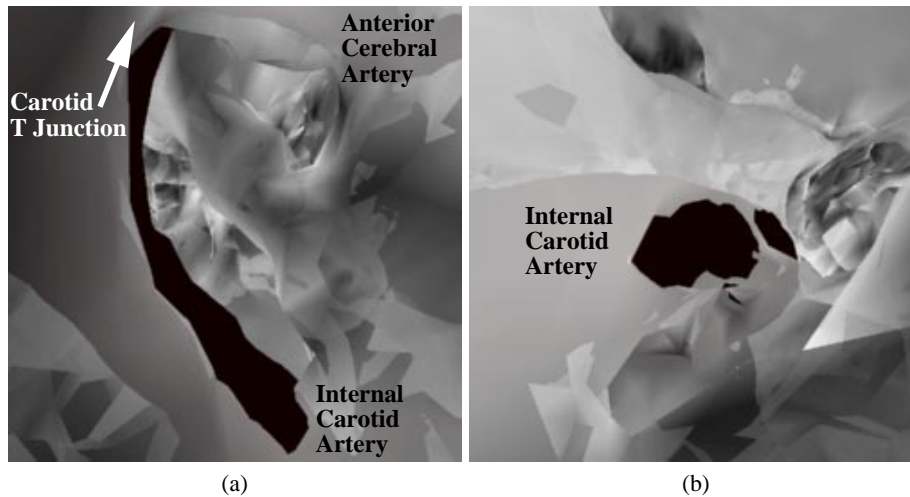 Anterior
Cerebral
Artery
Carotid
T Junction
Internal
Carotid
Artery
(a)
Internal
Carotid
Artery
(b)